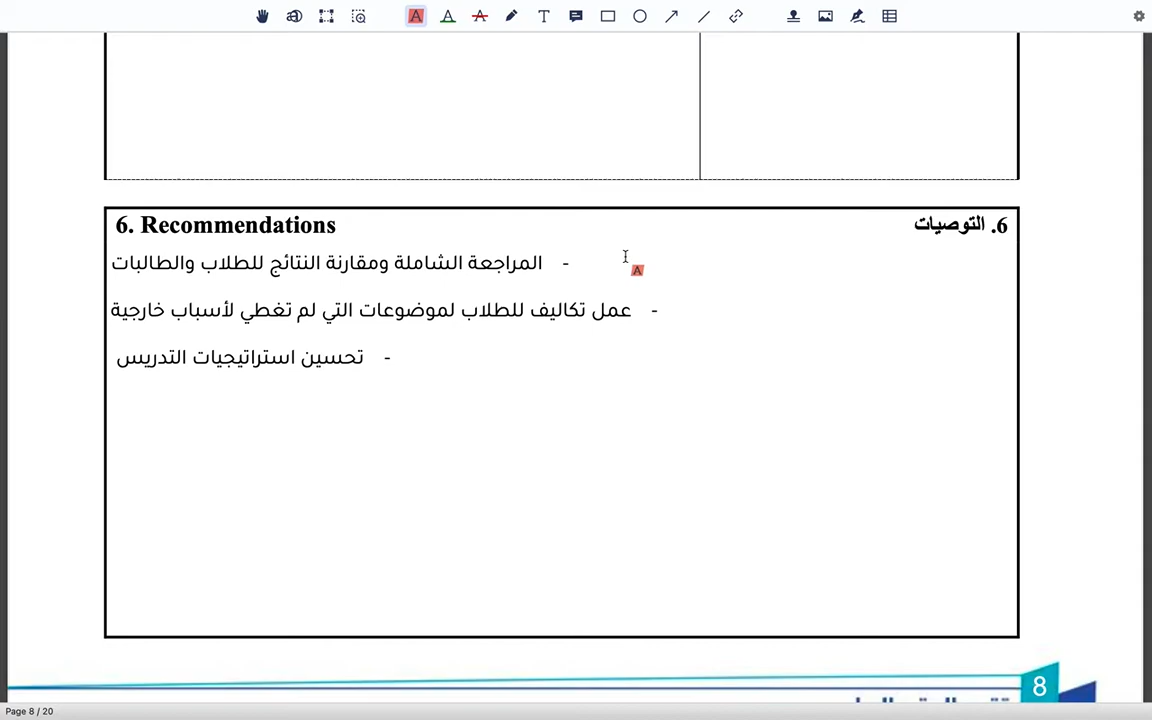 6. Recommendations
6. التوصيات
- المراجعة الشاملة ومقارنة النتائج للطلاب والطالبات
- عمل تكاليف للطلاب لموضوعات التي لم تغطي لأسباب خارجية
- تحسين استراتيجيات التدريس
8
Page 8 / 20